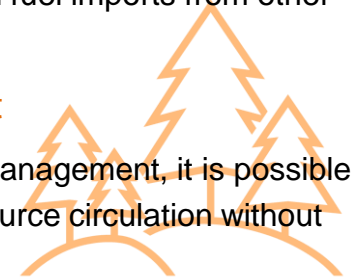 fuel imports from other
anagement, it is possible
urce circulation without